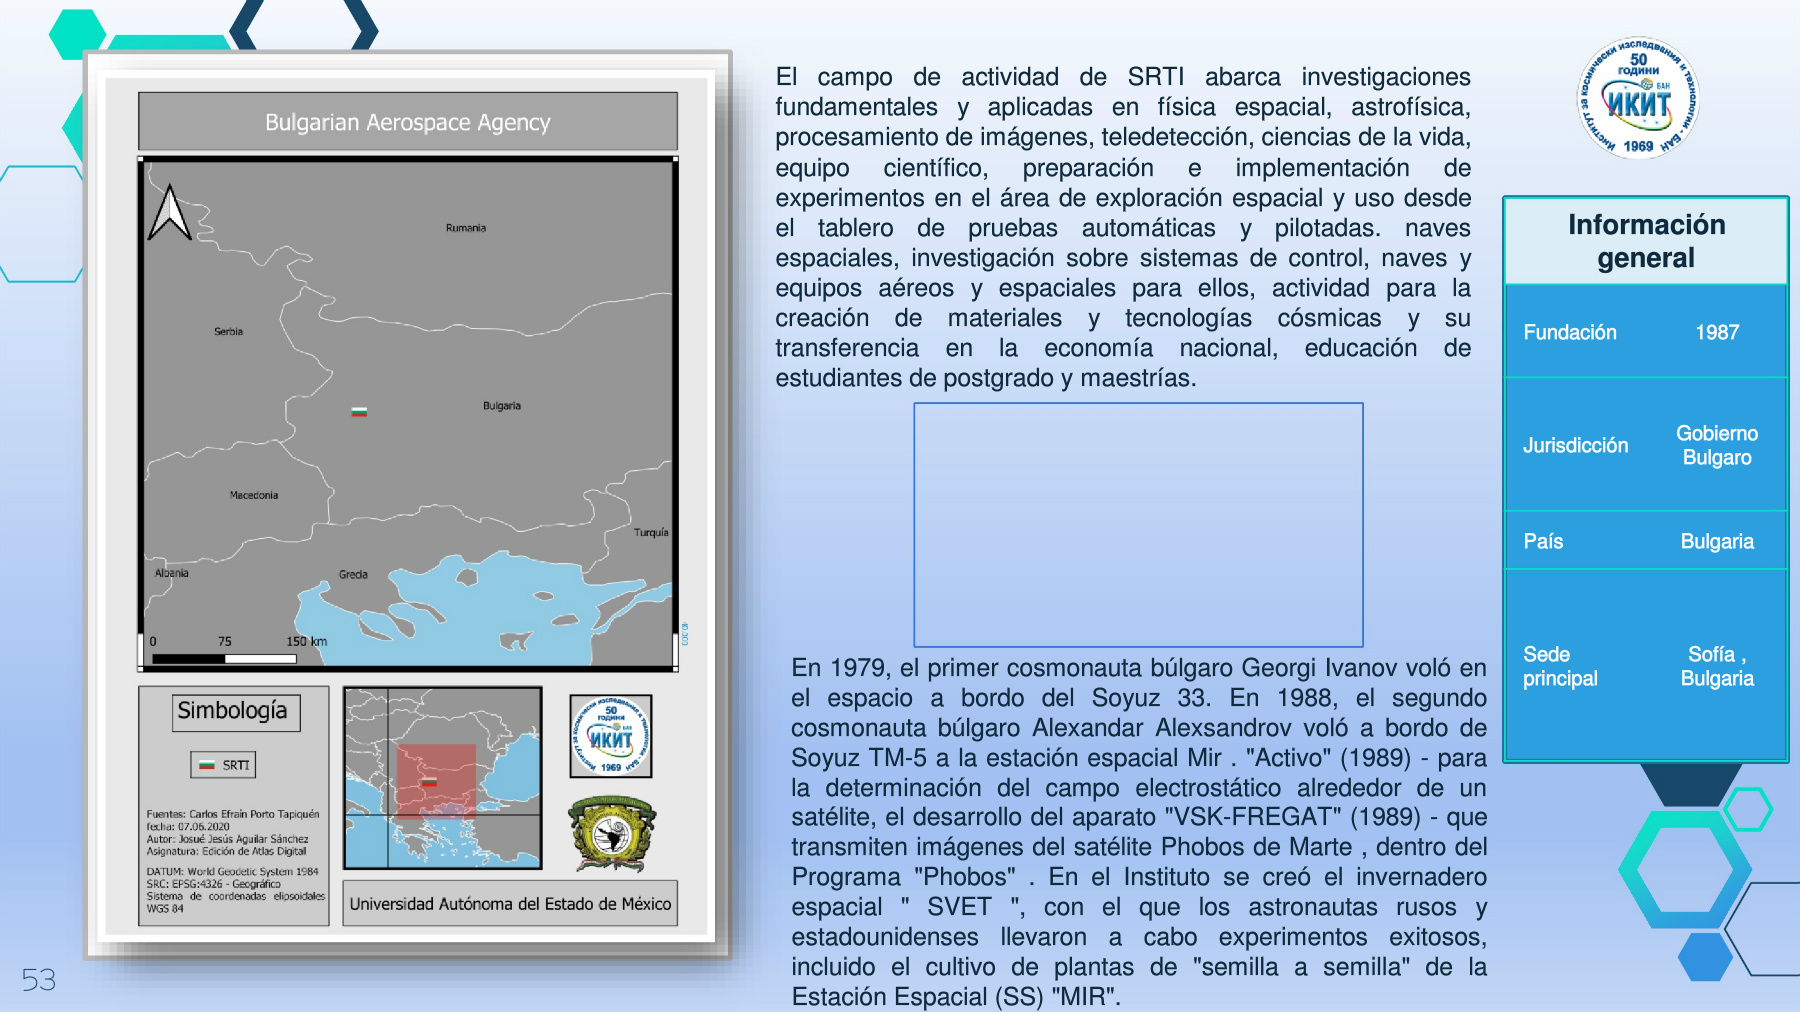 Bulgarian Aerospace Agency
Rumania
Serbia
Bulgaria
Macedonia
Turquía
Albania
Grecia
0 75 150 km
Simbología
SRTI
Fuentes: Carlos Efraín Porto Tapiquén
fecha: 07.06.2020
Autor: Josué Jesús Aguilar Sánchez
Asignatura: Edición de Atlas Digital
DATUM: World Geodetic System 1984
SRC: EPSG:4326 - Geográfico
Sistema de coordenadas elipsoidales
WGS 84
50
ГОДИНИ
БАН
ИКИТ
1969
Universidad Autónoma del Estado de México
53
El campo de actividad de SRTI abarca investigaciones
fundamentales y aplicadas en física espacial, astrofísica,
procesamiento de imágenes, teledetección, ciencias de la vida,
equipo científico, preparación e implementación de
experimentos en el área de exploración espacial y uso desde
el tablero de pruebas automáticas y pilotadas. naves
espaciales, investigación sobre sistemas de control, naves y
equipos aéreos y espaciales para ellos, actividad para la
creación de materiales y tecnologías cósmicas y su
transferencia en la economía nacional, educación de
estudiantes de postgrado y maestrías.
En 1979, el primer cosmonauta búlgaro Georgi Ivanov voló en
el espacio a bordo del Soyuz 33. En 1988, el segundo
cosmonauta búlgaro Alexandar Alexsandrov voló a bordo de
Soyuz TM-5 a la estación espacial Mir . "Activo" (1989) - para
la determinación del campo electrostático alrededor de un
satélite, el desarrollo del aparato "VSK-FREGAT" (1989) - que
transmiten imágenes del satélite Phobos de Marte , dentro del
Programa "Phobos" . En el Instituto se creó el invernadero
espacial " SVET ", con el que los astronautas rusos y
estadounidenses llevaron a cabo experimentos exitosos,
incluido el cultivo de plantas de "semilla a semilla" de la
Estación Espacial (SS) "MIR".
Институт за космически изследвания и технологии - БАН
50
ГОДИНИ
БАН
ИКИТ
1969
Información
general
Fundación 1987
Jurisdicción Gobierno
Bulgaro
País Bulgaria
Sede Sofía ,
principal Bulgaria